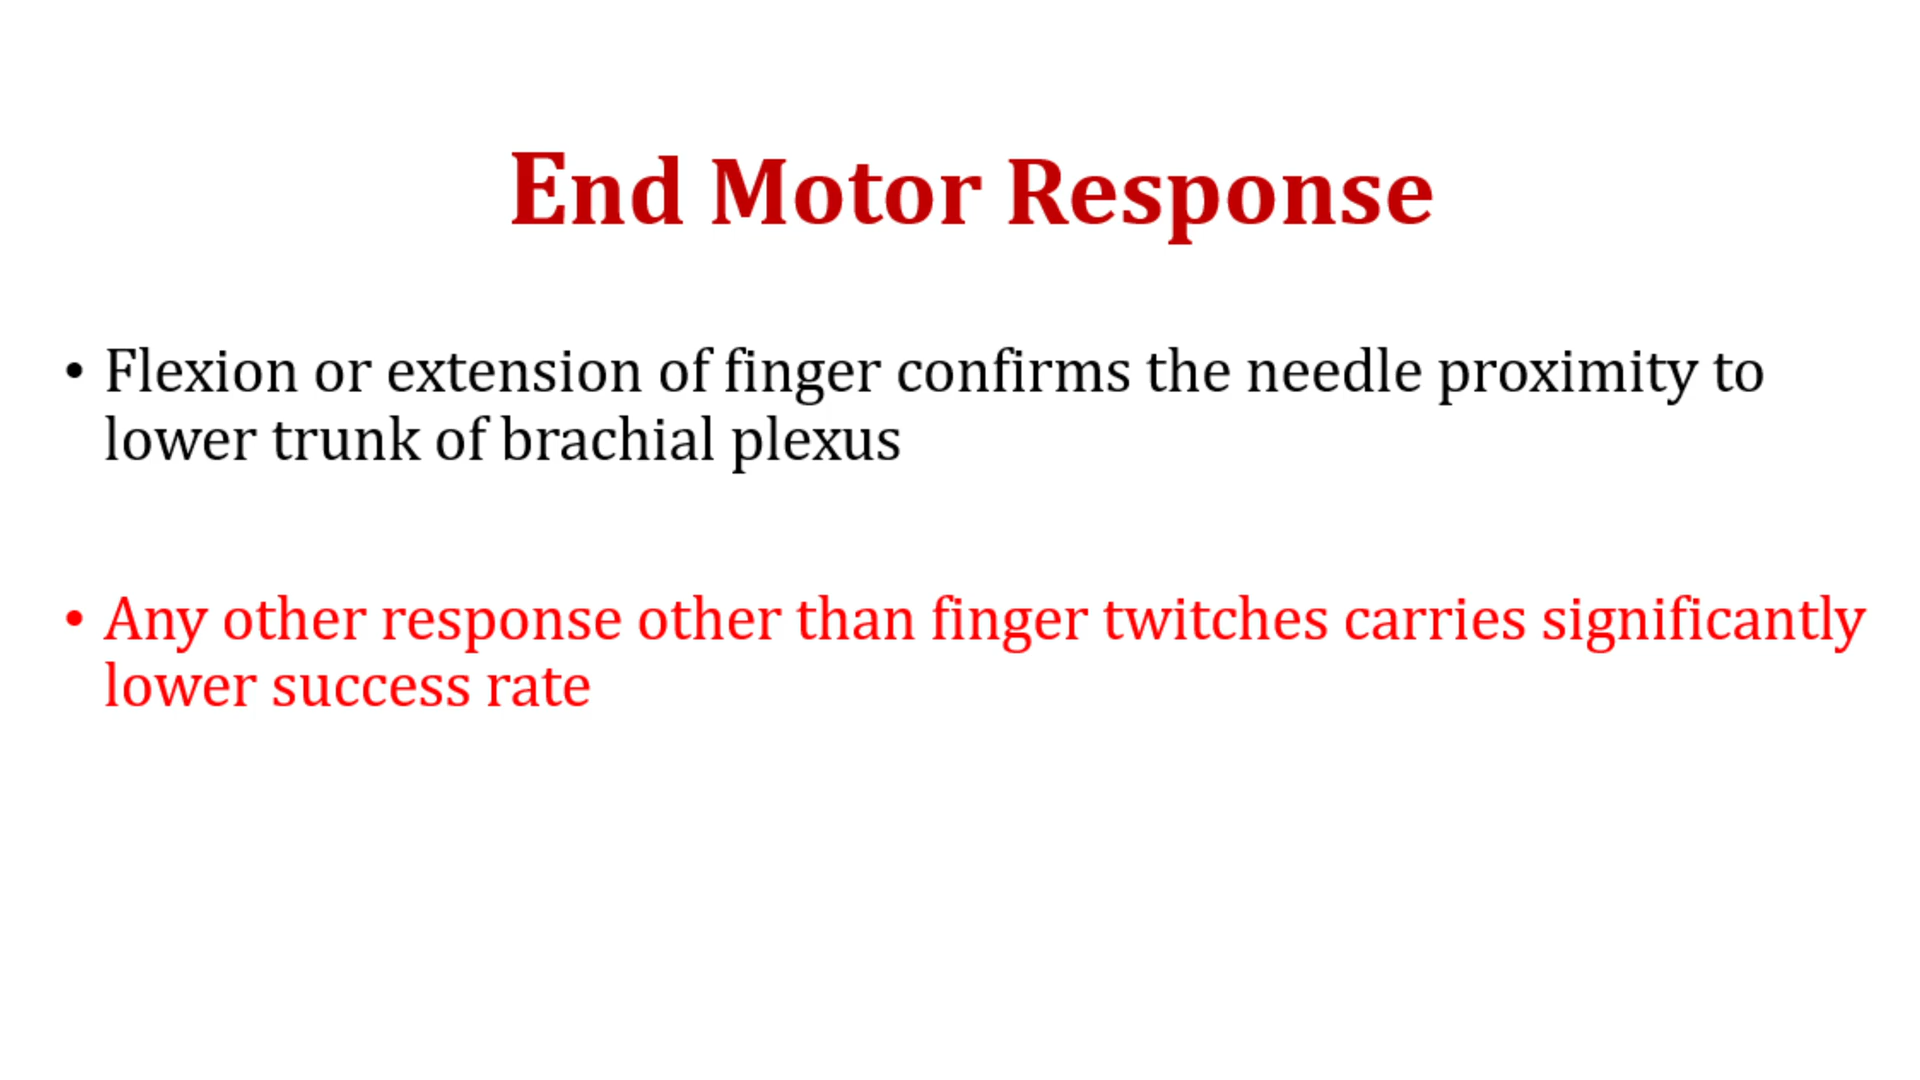 End Motor Response
• Flexion or extension of finger confirms the needle proximity to
lower trunk of brachial plexus
• Any other response other than finger twitches carries significantly
lower success rate